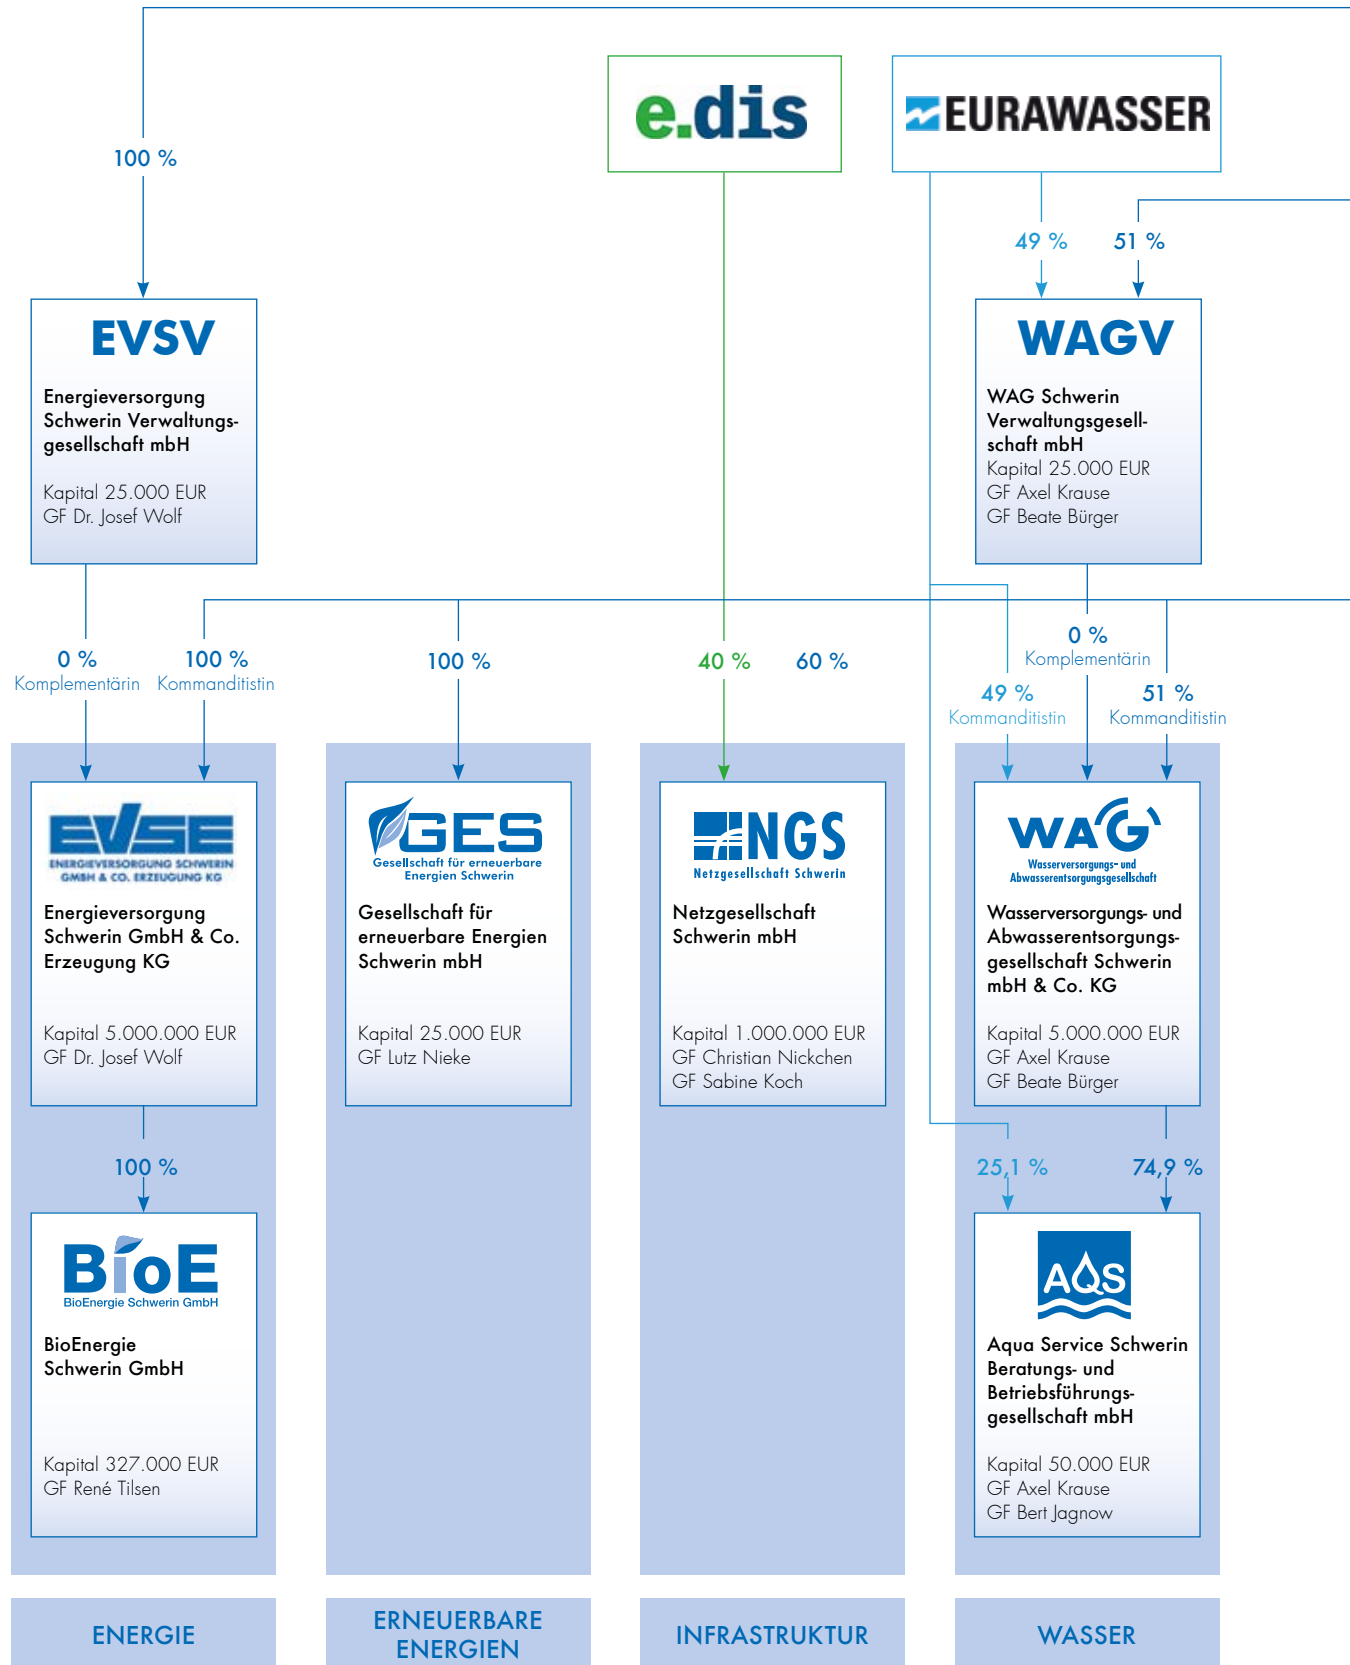 e.dis
EURAWASSER
100 %
49 %
51 %
EVSV
Energieversorgung
Schwerin Verwaltungs-
gesellschaft mbH
Kapital 25.000 EUR
GF Dr. Josef Wolf
WAGV
WAG Schwerin
Verwaltungsgesell-
schaft mbH
Kapital 25.000 EUR
GF Axel Krause
GF Beate Bürger
0 %
Komplementärin
100 %
Kommanditistin
100 %
40 %
60 %
0 %
Komplementärin
49 %
Kommanditistin
51 %
Kommanditistin
EVSE
ENERGIEVERSORGUNG SCHWERIN
GMBH & CO. ERZEUGUNG KG
Energieversorgung
Schwerin GmbH & Co.
Erzeugung KG
Kapital 5.000.000 EUR
GF Dr. Josef Wolf
GES
Gesellschaft für erneuerbare
Energien Schwerin
Gesellschaft für
erneuerbare Energien
Schwerin mbH
Kapital 25.000 EUR
GF Lutz Nieke
NGS
Netzgesellschaft Schwerin
Netzgesellschaft
Schwerin mbH
Kapital 1.000.000 EUR
GF Christian Nickchen
GF Sabine Koch
WAG
Wasserversorgungs- und
Abwasserentsorgungsgesellschaft
Wasserversorgungs- und
Abwasserentsorgungs-
gesellschaft Schwerin
mbH & Co. KG
Kapital 5.000.000 EUR
GF Axel Krause
GF Beate Bürger
100 %
25,1 %
74,9 %
BioE
BioEnergie Schwerin GmbH
BioEnergie
Schwerin GmbH
Kapital 327.000 EUR
GF René Tilsen
AQS
Aqua Service Schwerin
Beratungs- und
Betriebsführungs-
gesellschaft mbH
Kapital 50.000 EUR
GF Axel Krause
GF Bert Jagnow
ENERGIE
ERNEUERBARE
ENERGIEN
INFRASTRUKTUR
WASSER